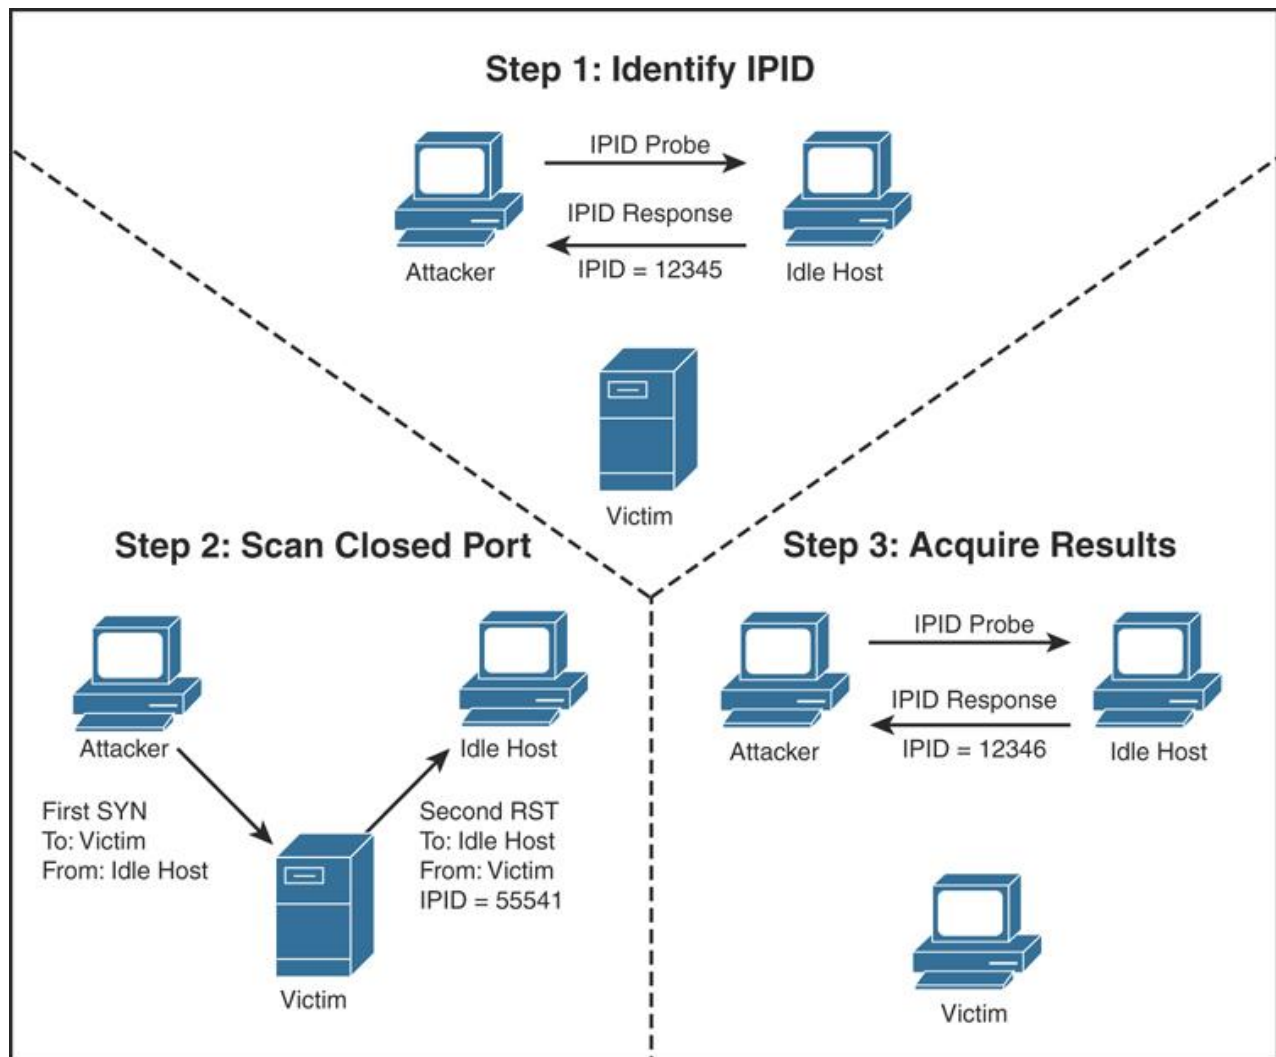 Step 1: Identify IPID
IPID Probe
IPID Response
IPID = 12345
Attacker
Idle Host
Victim
Step 2: Scan Closed Port
Attacker
Idle Host
First SYN
To: Victim
From: Idle Host
Second RST
To: Idle Host
From: Victim
IPID = 55541
Victim
Step 3: Acquire Results
IPID Probe
IPID Response
IPID = 12346
Attacker
Idle Host
Victim